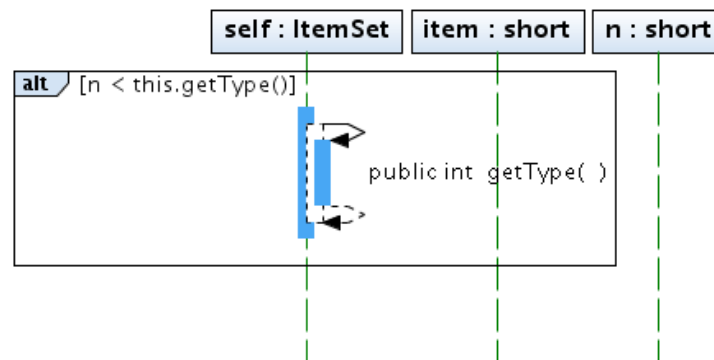 self : ItemSet item : short n : short
alt [n < this.getType()]
public int getType( )